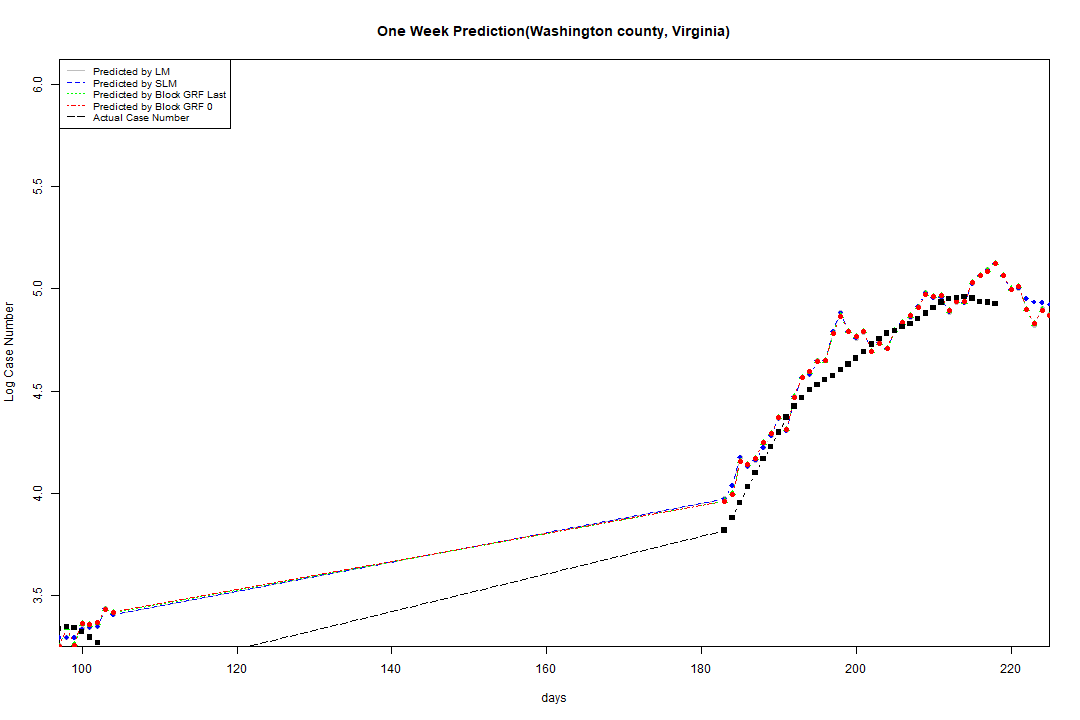 One Week Prediction(Washington county, Virginia)
Predicted by LM
Predicted by SLM
Predicted by Block GRF Last
Predicted by Block GRF 0
Actual Case Number
6.0
5.5
5.0
4.5
4.0
3.5
Log Case Number
100 120 140 160 180 200 220
days